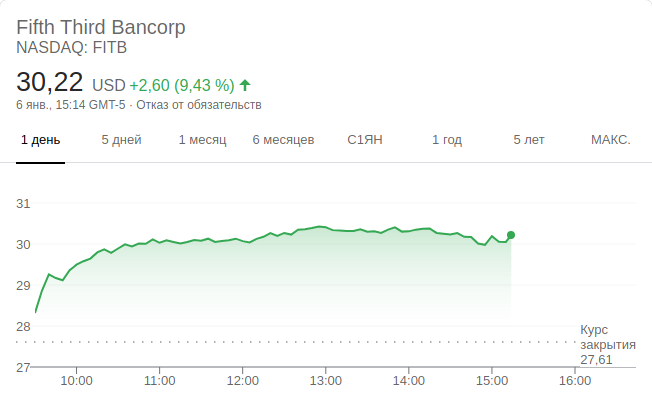 Fifth Third Bancorp
NASDAQ: FITB
30,22 USD +2,60 (9,43 %)
6 янв., 15:14 GMT-5 · Отказ от обязательств
1 день 5 дней 1 месяц 6 месяцев С1ЯН 1 год 5 лет МАКС.
31
30
29
28
27
Курс
закрытия
27,61
10:00 11:00 12:00 13:00 14:00 15:00 16:00